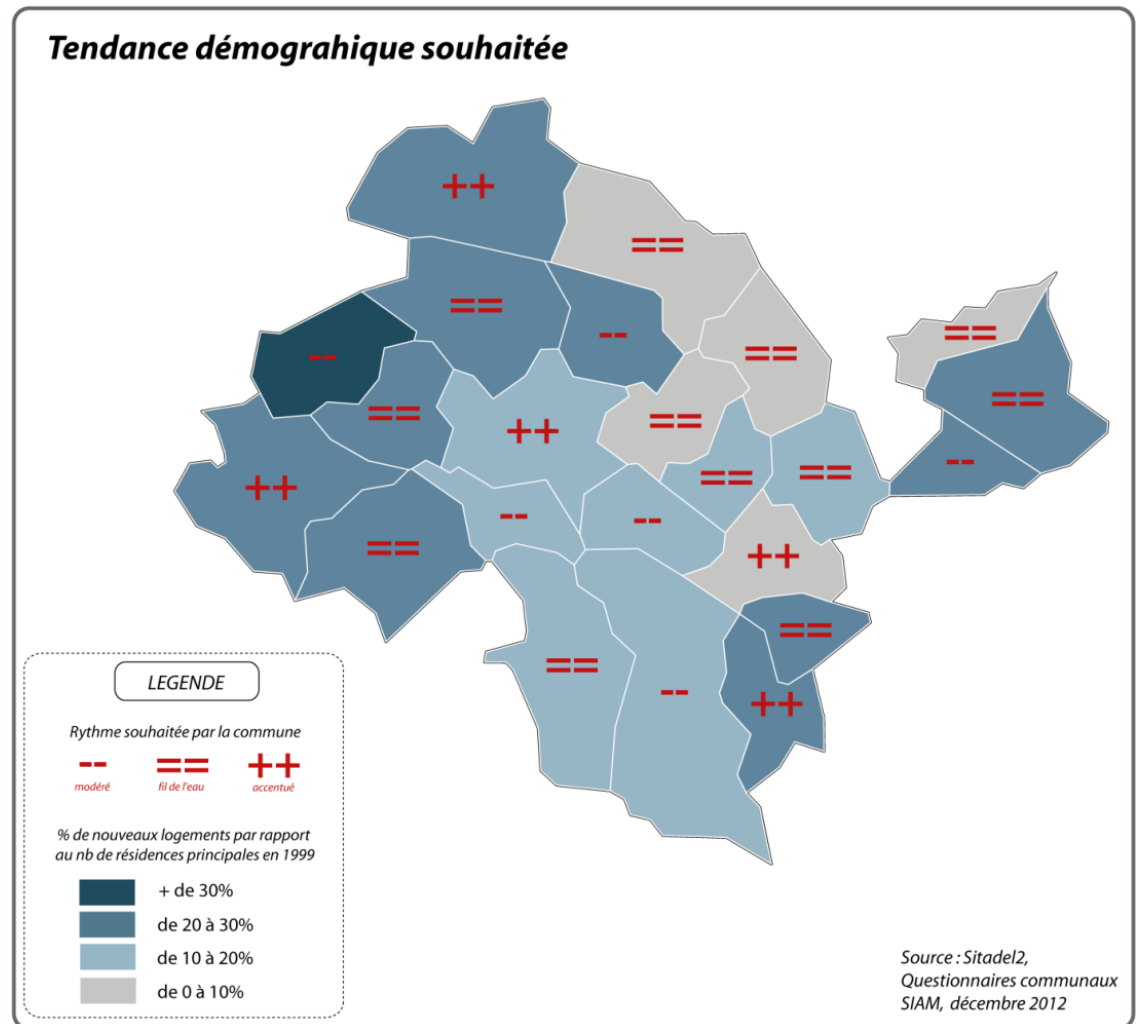 Tendance démograhique souhaitée
++
==
==
==
--
==
--
==
==
==
++
==
==
--
++
==
==
--
--
==
++
==
==
--
++
LEGENDE
Rythme souhaitée par la commune
-- == ++
modéré fil de l'eau accentué
% de nouveaux logements par rapport
au nb de résidences principales en 1999
+ de 30%
de 20 à 30%
de 10 à 20%
de 0 à 10%
Source : Sitadel2,
Questionnaires communaux
SIAM, décembre 2012